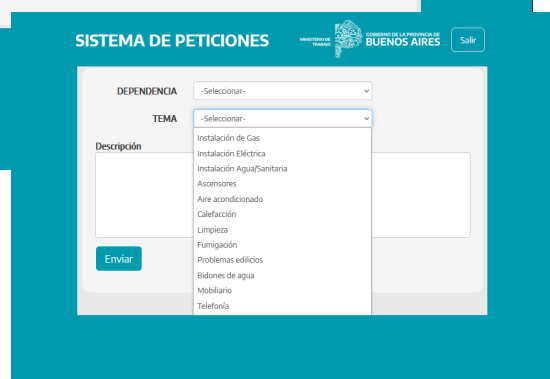 SISTEMA DE PETICIONES
MINISTERIO DE
TRABAJO
GOBIERNO DE LA PROVINCIA DE
BUENOS AIRES
Salir
DEPENDENCIA
-Seleccionar-
TEMA
-Seleccionar-
Instalación de Gas
Instalación Eléctrica
Instalación Agua/Sanitaria
Ascensores
Aire acondicionado
Calefacción
Limpieza
Fumigación
Problemas edilicios
Bidones de agua
Mobiliario
Telefonía
Descripción
Enviar